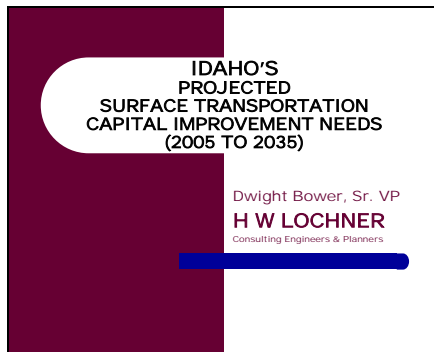 IDAHO'S
PROJECTED
SURFACE TRANSPORTATION
CAPITAL IMPROVEMENT NEEDS
(2005 TO 2035)
Dwight Bower, Sr. VP
H W LOCHNER
Consulting Engineers & Planners